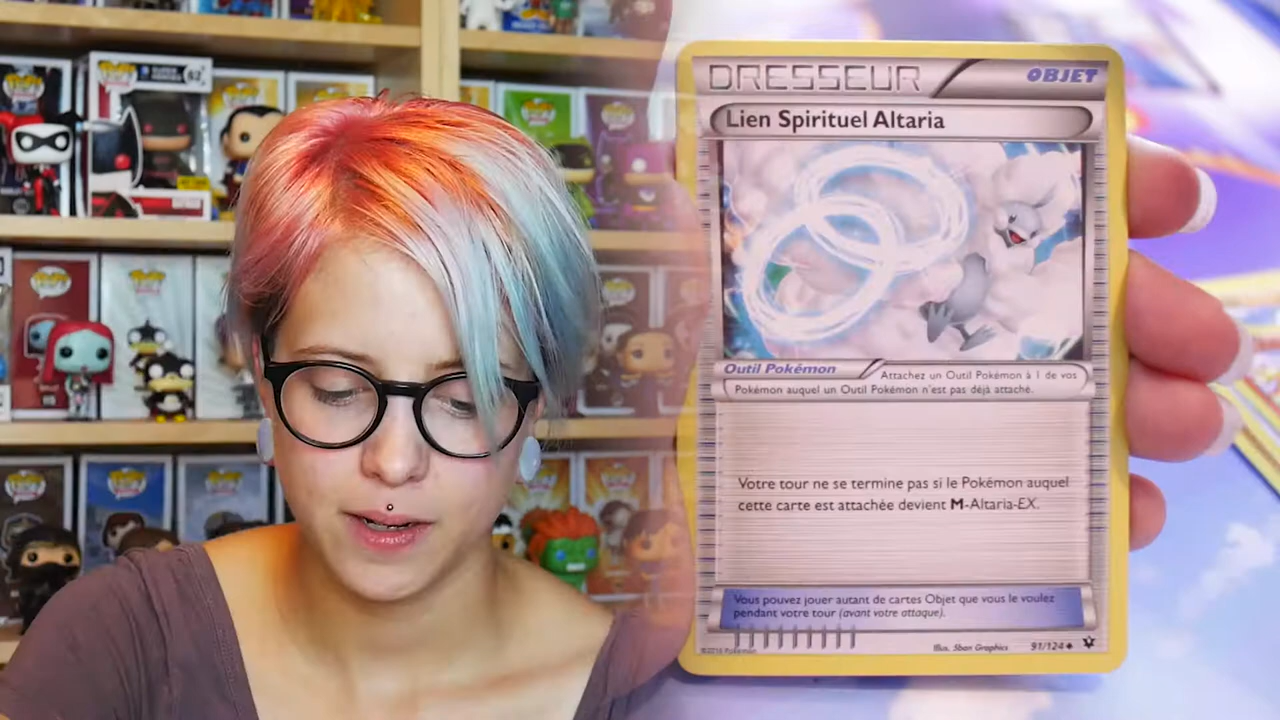 DRESSEUR
OBJET
Lien Spirituel Altaria
Outil Pokémon
Attachez un Outil Pokémon à 1 de vos
Pokémon auquel un Outil Pokémon n'est pas déjà attaché.
Votre tour ne se termine pas si le Pokémon auquel
cette carte est attachée devient M-Altaria-EX.
Vous pouvez jouer autant de cartes Objet que vous le voulez
pendant votre tour (avant votre attaque).
©2016 Pokémon
Illus. 5ban Graphics
91/124